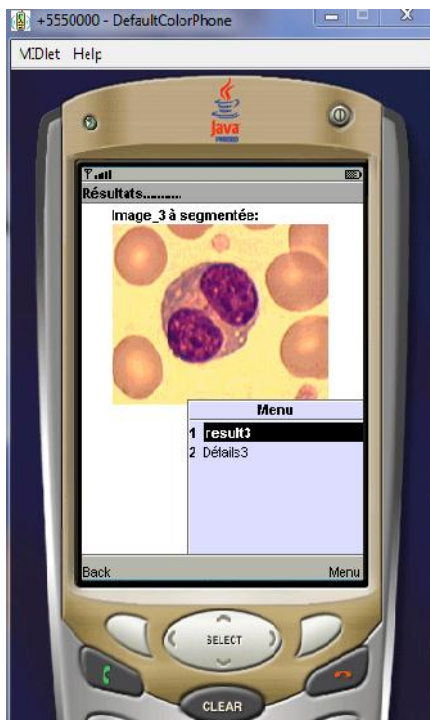 +5550000 - DefaultColorPhone
MIDlet Help
Java
Résultats..........
Image_3 à segmentée:
Menu
1 result3
2 Détails3
Back Menu
SELECT
CLEAR